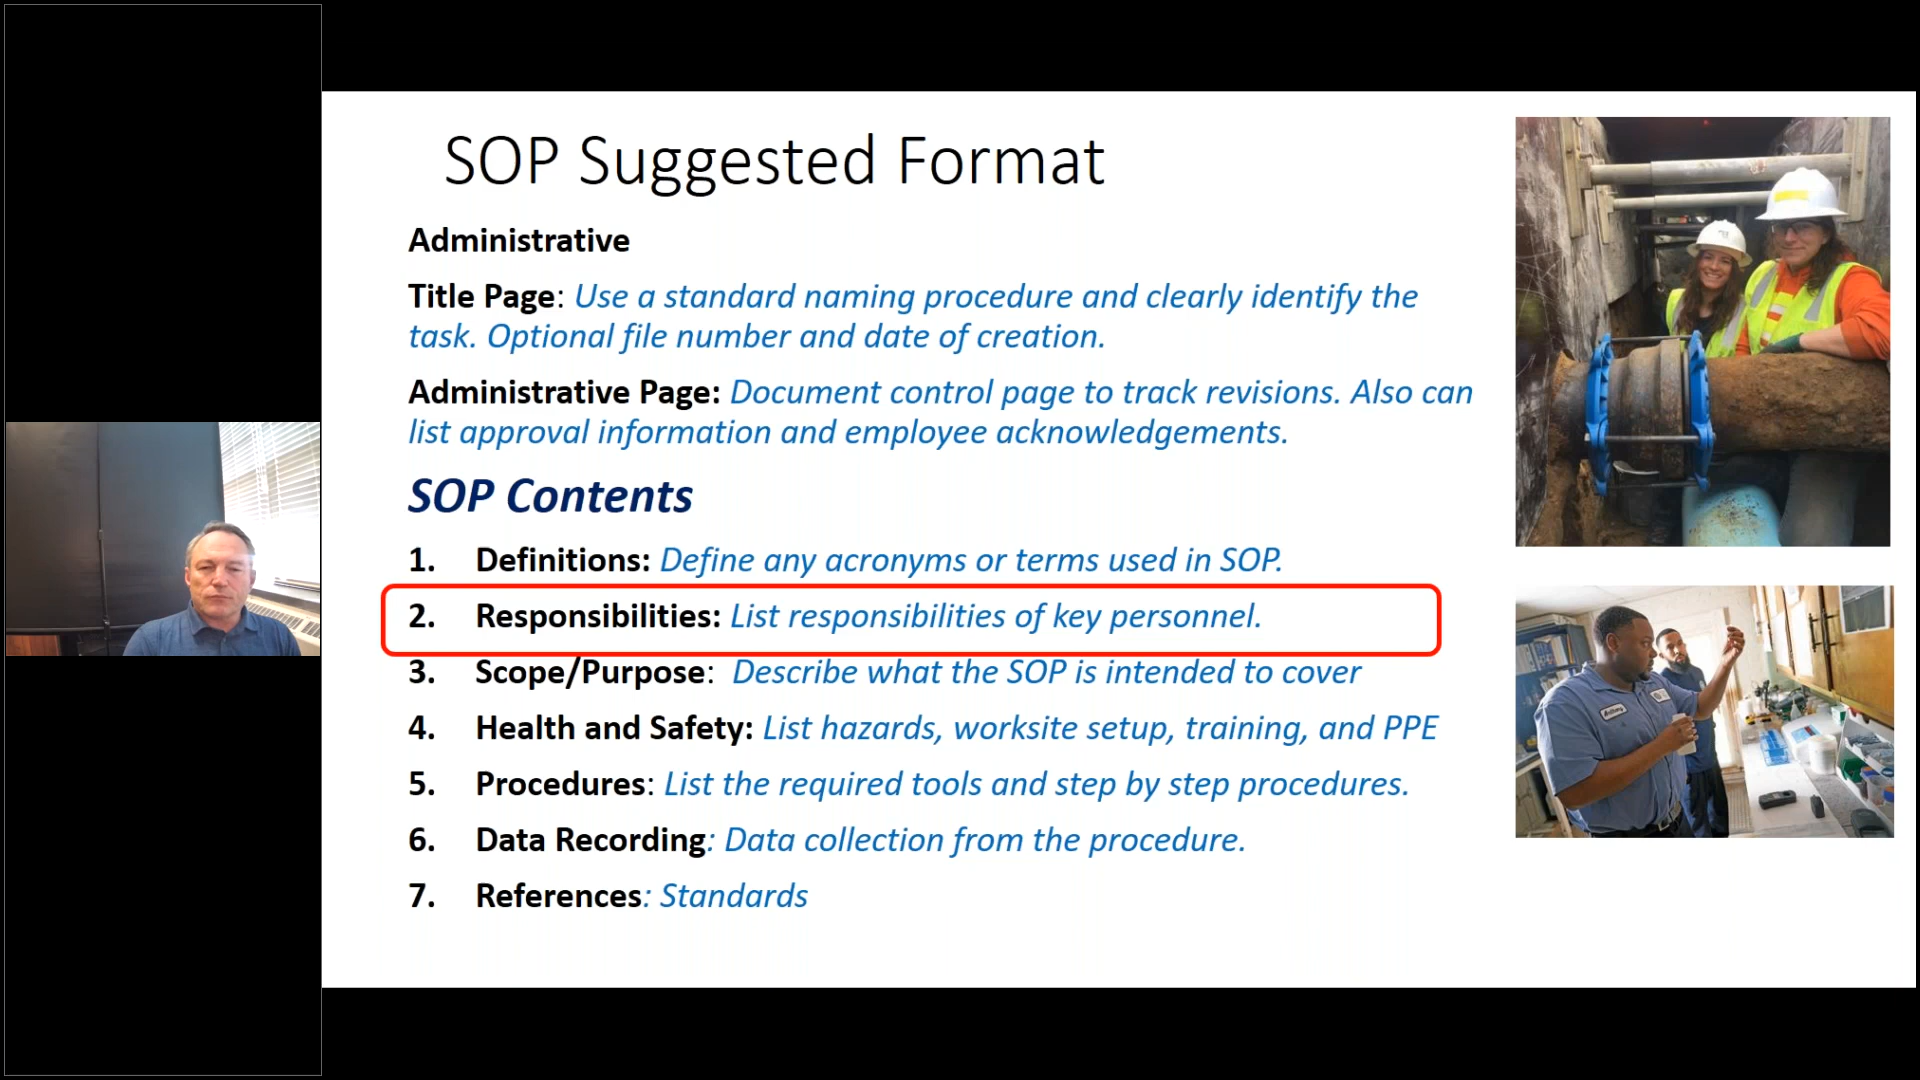 SOP Suggested Format
Administrative
Title Page: Use a standard naming procedure and clearly identify the
task. Optional file number and date of creation.
Administrative Page: Document control page to track revisions. Also can
list approval information and employee acknowledgements.
SOP Contents
1. Definitions: Define any acronyms or terms used in SOP.
2. Responsibilities: List responsibilities of key personnel.
3. Scope/Purpose: Describe what the SOP is intended to cover
4. Health and Safety: List hazards, worksite setup, training, and PPE
5. Procedures: List the required tools and step by step procedures.
6. Data Recording: Data collection from the procedure.
7. References: Standards